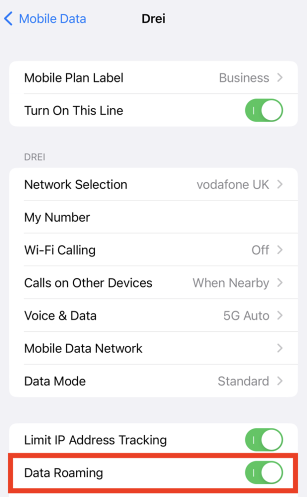 Mobile Data
Drei
Mobile Plan Label Business
Turn On This Line
DREI
Network Selection vodafone UK
My Number
Wi-Fi Calling Off
Calls on Other Devices When Nearby
Voice & Data 5G Auto
Mobile Data Network
Data Mode Standard
Limit IP Address Tracking
Data Roaming